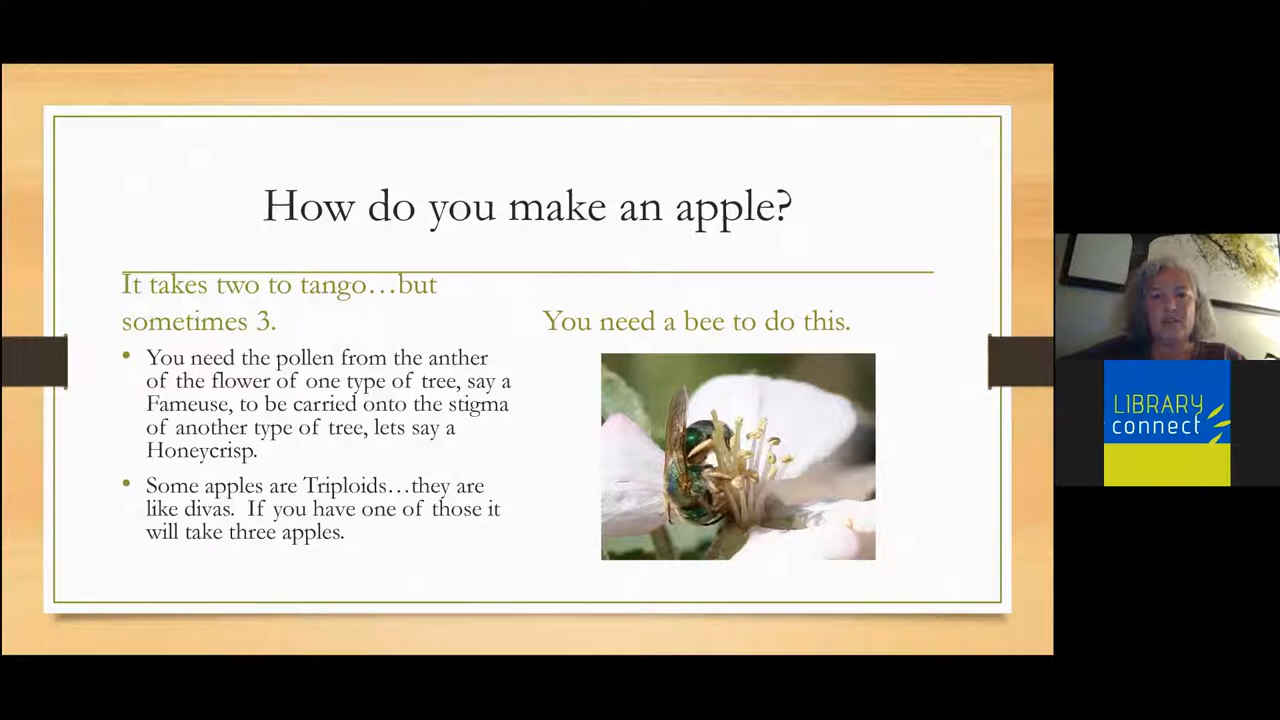 How do you make an apple?
It takes two to tango…but
sometimes 3.
• You need the pollen from the anther
of the flower of one type of tree, say a
Fameuse, to be carried onto the stigma
of another type of tree, lets say a
Honeycrisp.
• Some apples are Triploids…they are
like divas. If you have one of those it
will take three apples.
You need a bee to do this.
LIBRARY
connect